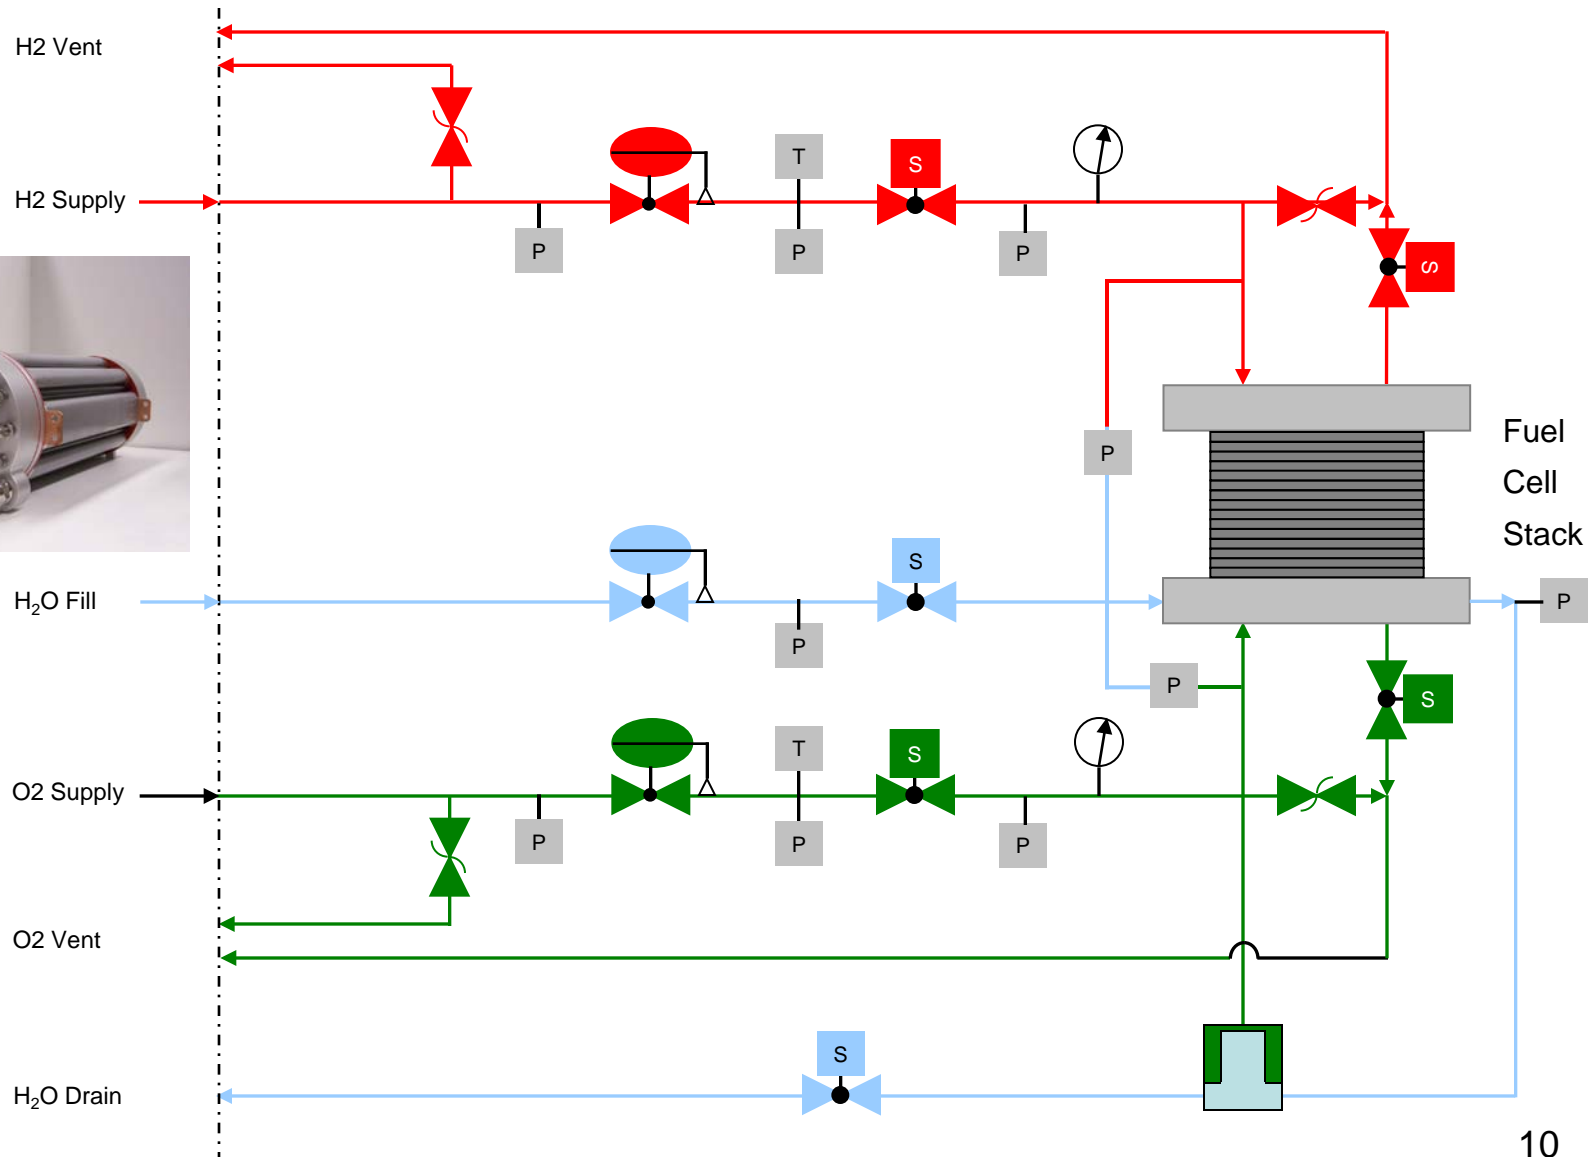 H2 Vent
T
S
H2 Supply
P
P
P
S
Fuel
Cell
Stack
P
S
H₂O Fill
P
P
P
S
T
S
O2 Supply
P
P
P
O2 Vent
S
H₂O Drain
10